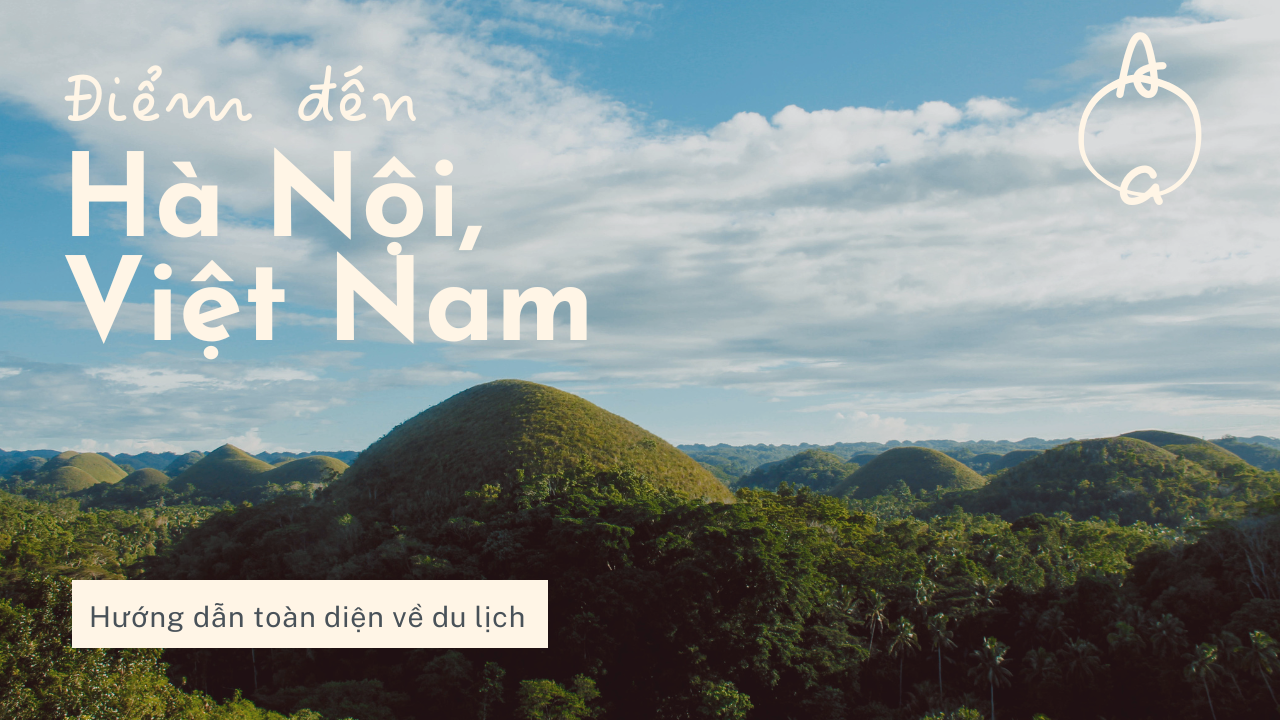 Điểm đến
Hà Nội,
Việt Nam
A
a
Hướng dẫn toàn diện về du lịch